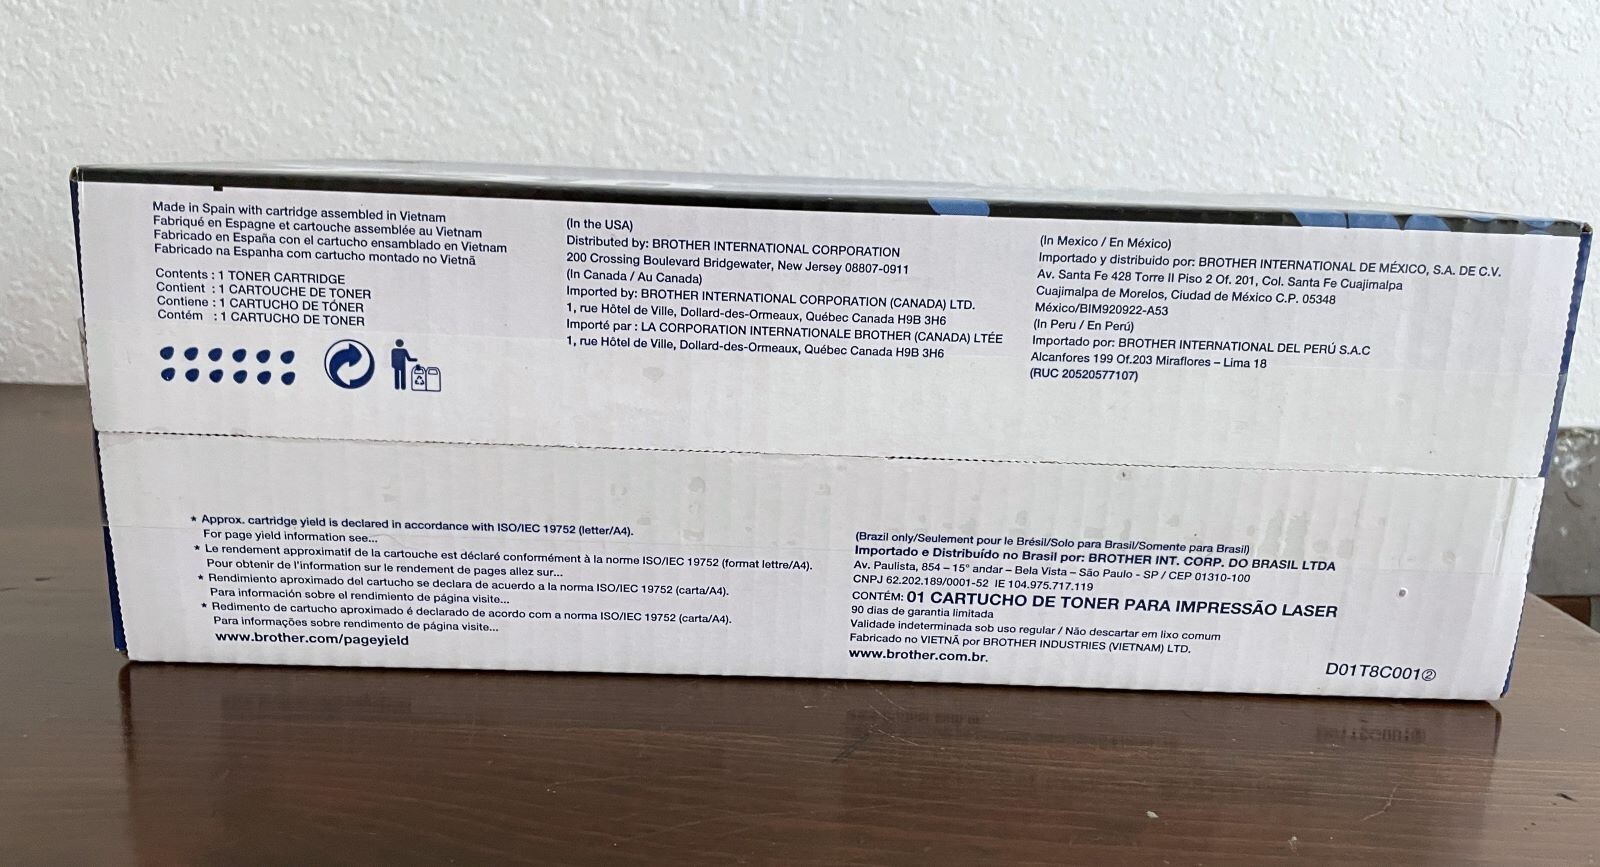 Made in Spain with cartridge assembled in Vietnam
Fabriqué en Espagne et cartouche assemblée au Vietnam
Fabricado en España con el cartucho ensamblado en Vietnam
Fabricado na Espanha com cartucho montado no Vietnã
Contents : 1 TONER CARTRIDGE
Contient : 1 CARTOUCHE DE TONER
Contiene : 1 CARTUCHO DE TÓNER
Contém : 1 CARTUCHO DE TONER
(In the USA)
Distributed by: BROTHER INTERNATIONAL CORPORATION
200 Crossing Boulevard Bridgewater, New Jersey 08807-0911
(In Canada / Au Canada)
Imported by: BROTHER INTERNATIONAL CORPORATION (CANADA) LTD.
1, rue Hôtel de Ville, Dollard-des-Ormeaux, Québec Canada H9B 3H6
Importé par : LA CORPORATION INTERNATIONALE BROTHER (CANADA) LTÉE
1, rue Hôtel de Ville, Dollard-des-Ormeaux, Québec Canada H9B 3H6
(In Mexico / En México)
Importado y distribuido por: BROTHER INTERNATIONAL DE MÉXICO, S.A. DE C.V.
Av. Santa Fe 428 Torre II Piso 2 Of. 201, Col. Santa Fe Cuajimalpa
Cuajimalpa de Morelos, Ciudad de México C.P. 05348
México/BIM920922-A53
(In Peru / En Perú)
Importado por: BROTHER INTERNATIONAL DEL PERÚ S.A.C
Alcanfores 199 Of.203 Miraflores – Lima 18
(RUC 20520577107)
* Approx. cartridge yield is declared in accordance with ISO/IEC 19752 (letter/A4).
For page yield information see...
* Le rendement approximatif de la cartouche est déclaré conformément à la norme ISO/IEC 19752 (format lettre/A4).
Pour obtenir de l'information sur le rendement de pages allez sur...
* Rendimiento aproximado del cartucho se declara de acuerdo a la norma ISO/IEC 19752 (carta/A4).
Para información sobre el rendimiento de página visite...
* Redimento de cartucho aproximado é declarado de acordo com a norma ISO/IEC 19752 (carta/A4).
Para informações sobre rendimento de página visite...
www.brother.com/pageyield
(Brazil only/Seulement pour le Brésil/Solo para Brasil/Somente para Brasil)
Importado e Distribuído no Brasil por: BROTHER INT. CORP. DO BRASIL LTDA
Av. Paulista, 854 – 15° andar – Bela Vista – São Paulo - SP / CEP 01310-100
CNPJ 62.202.189/0001-52 IE 104.975.717.119
CONTÉM: 01 CARTUCHO DE TONER PARA IMPRESSÃO LASER
90 dias de garantia limitada
Validade indeterminada sob uso regular / Não descartar em lixo comum
Fabricado no VIETNÃ por BROTHER INDUSTRIES (VIETNAM) LTD.
www.brother.com.br.
D01T8C001②